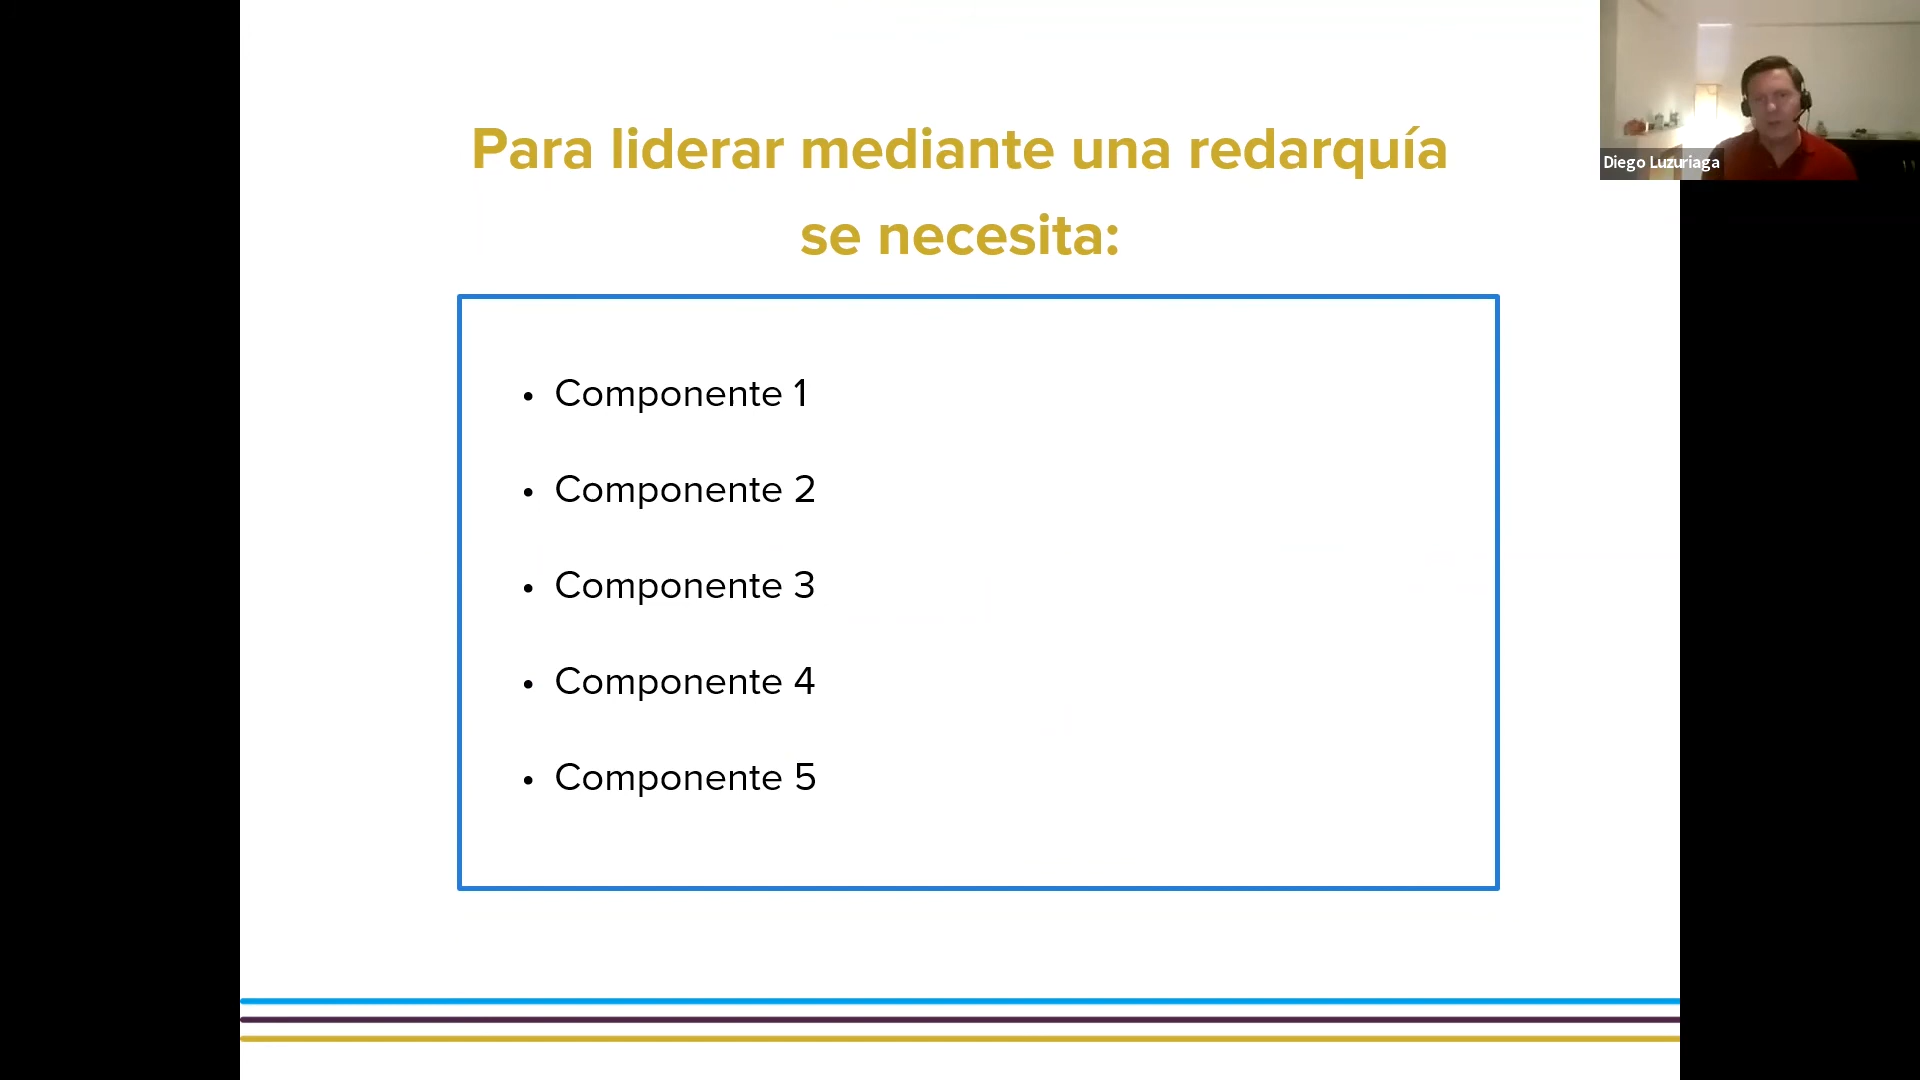 Para liderar mediante una redarquía
se necesita:
• Componente 1
• Componente 2
• Componente 3
• Componente 4
• Componente 5
Diego Luzuriaga